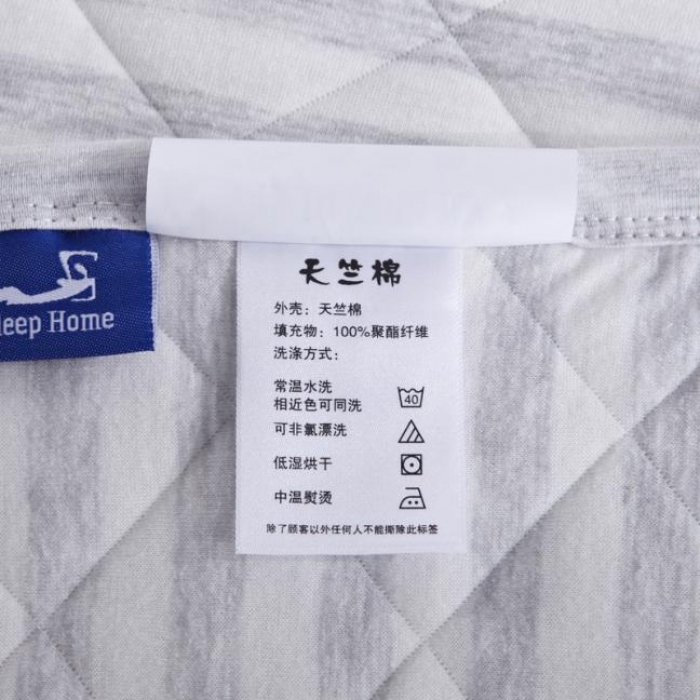 天竺棉
外壳：天竺棉
填充物：100%聚酯纤维
洗涤方式：
常温水洗
相近色可同洗
40
可非氯漂洗
低湿烘干
中温熨烫
除了顾客以外任何人不能撕除此标签
leep Home